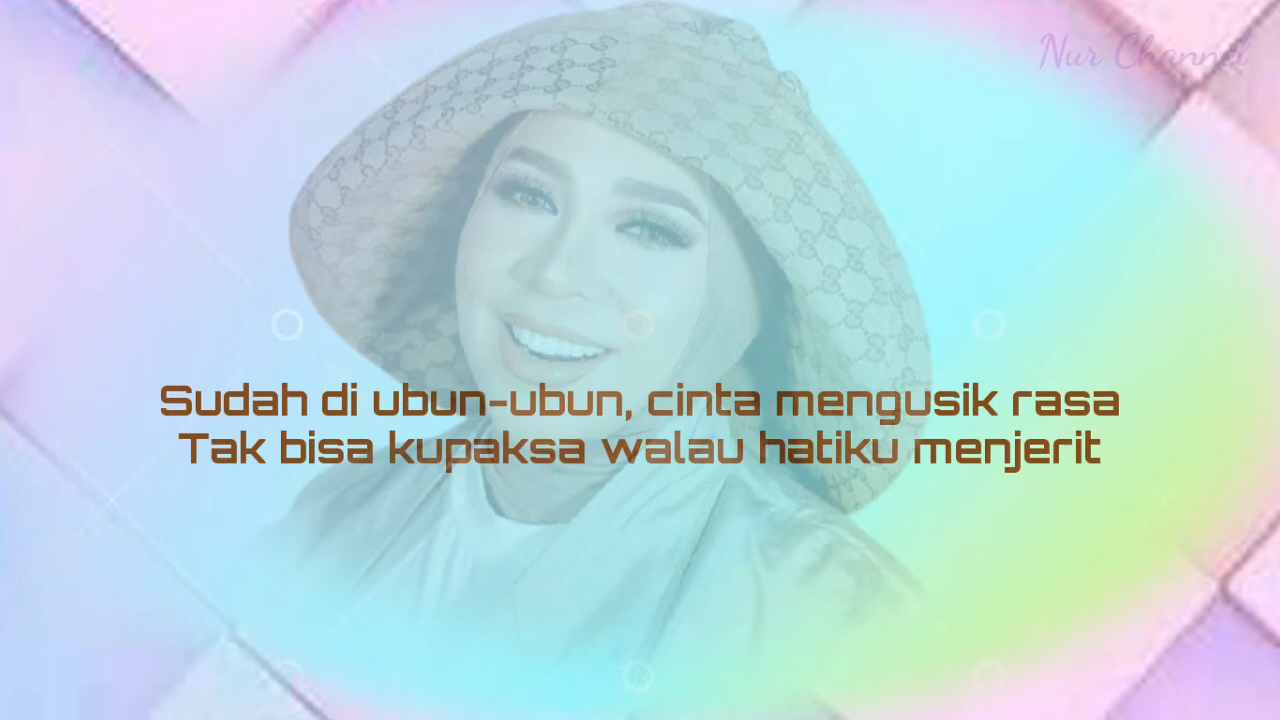 Nur Channel
Sudah di ubun-ubun, cinta mengusik rasa
Tak bisa kupaksa walau hatiku menjerit